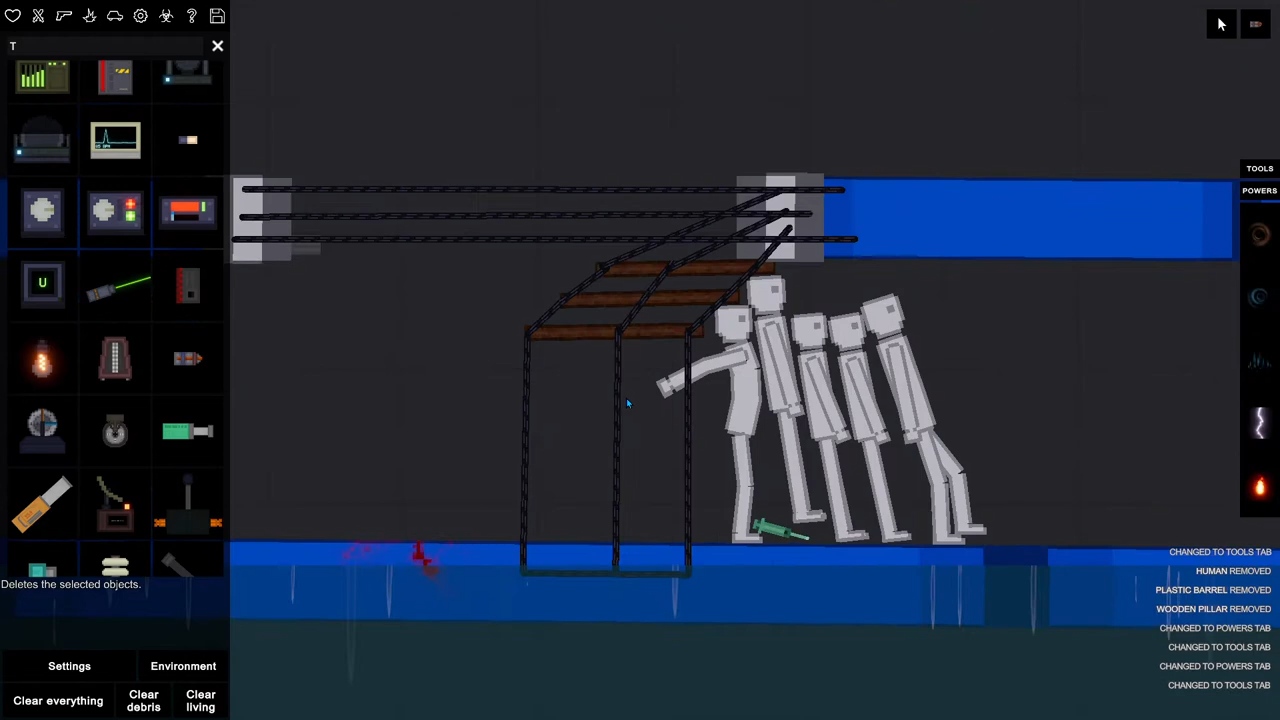 T
TOOLS
POWERS
U
CHANGED TO TOOLS TAB
HUMAN REMOVED
PLASTIC BARREL REMOVED
WOODEN PILLAR REMOVED
CHANGED TO POWERS TAB
CHANGED TO TOOLS TAB
CHANGED TO POWERS TAB
CHANGED TO TOOLS TAB
Deletes the selected objects.
Settings
Environment
Clear everything
Clear debris
Clear living